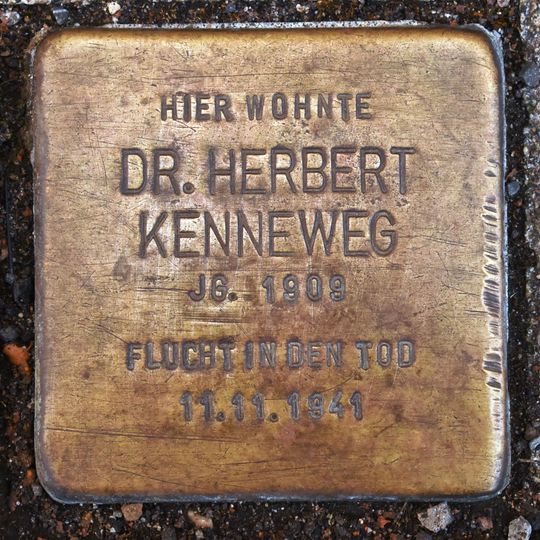 HIER WOHNTE
DR. HERBERT
KENNEWEG
JG. 1909
FLUCHT IN DEN TOD
11.11.1941